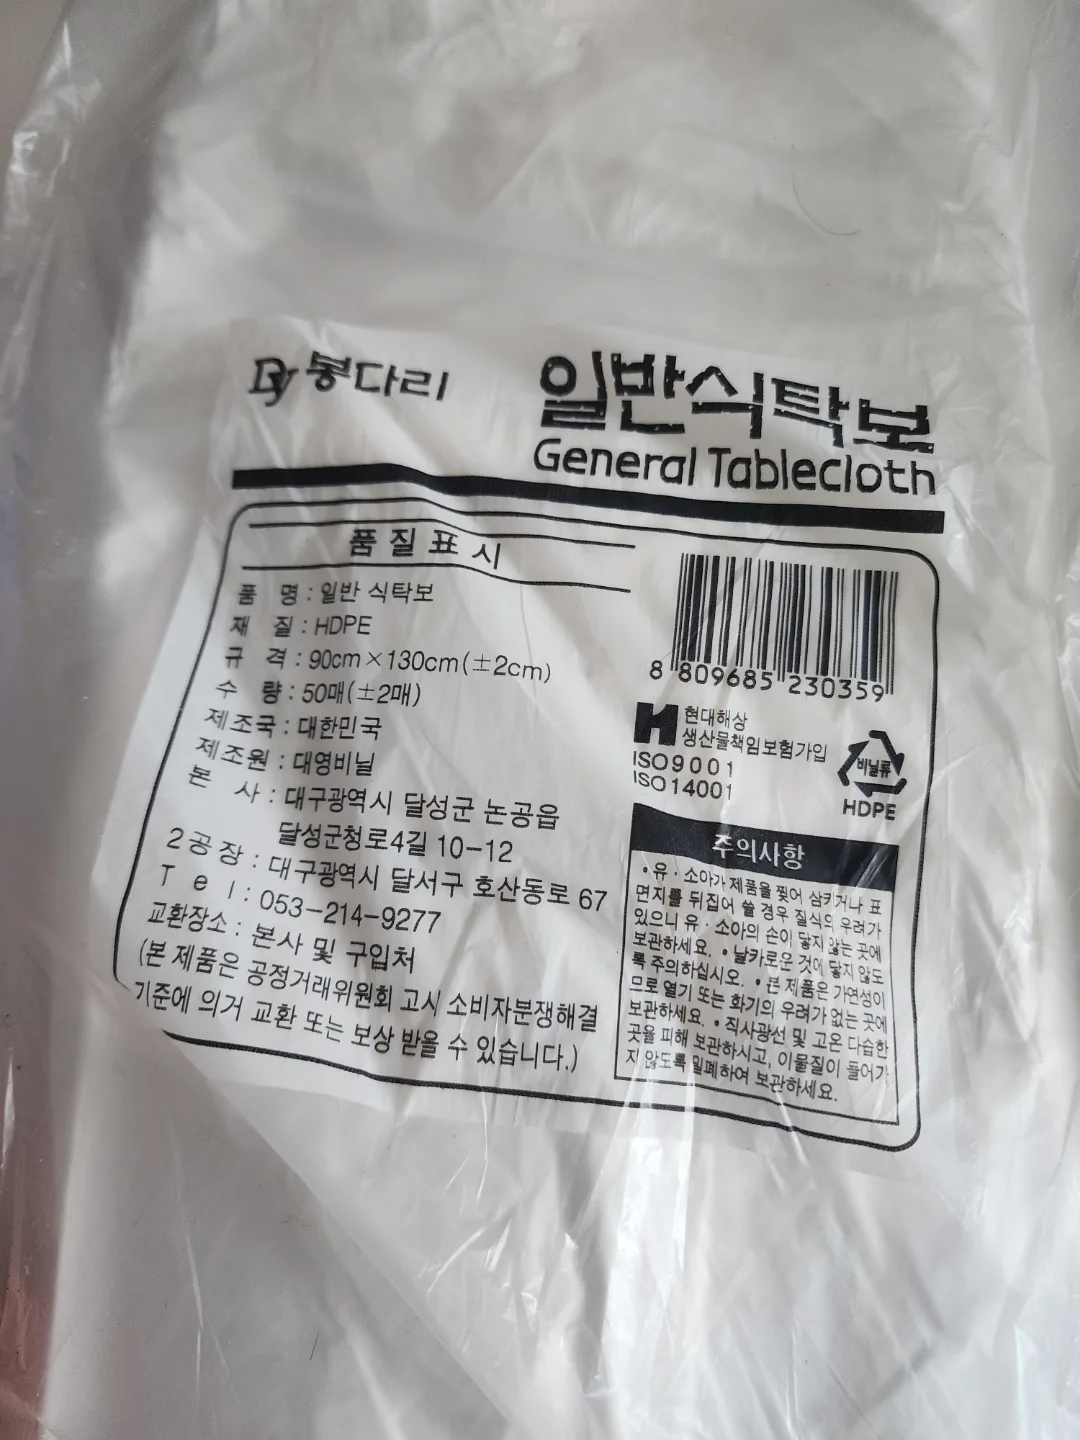 Dy 봉다리
일반식탁보
General Tablecloth
품질표시
품 명 : 일반 식탁보
재 질 : HDPE
규 격 : 90cm×130cm(±2cm)
수 량 : 50매(±2매)
제조국 : 대한민국
제조원 : 대영비닐
본 사 : 대구광역시 달성군 논공읍
달성군청로4길 10-12
2공장 : 대구광역시 달서구 호산동로 67
T e l : 053-214-9277
교환장소 : 본사 및 구입처
(본 제품은 공정거래위원회 고시 소비자분쟁해결
기준에 의거 교환 또는 보상 받을 수 있습니다.)
8 809685 230359
H 현대해상
생산물책임보험가입
ISO9001
ISO14001
비닐류
HDPE
주의사항
• 유 · 소아가 제품을 찢어 삼키거나 표
면지를 뒤집어 쓸 경우 질식의 우려가
있으니 유 · 소아의 손이 닿지 않는 곳에
보관하세요. • 날카로운 것에 닿지 않도
록 주의하십시오. • 본 제품은 가연성이
므로 열기 또는 화기의 우려가 없는 곳에
보관하세요. • 직사광선 및 고온 다습한
곳을 피해 보관하시고, 이물질이 들어가
지 않도록 밀폐하여 보관하세요.